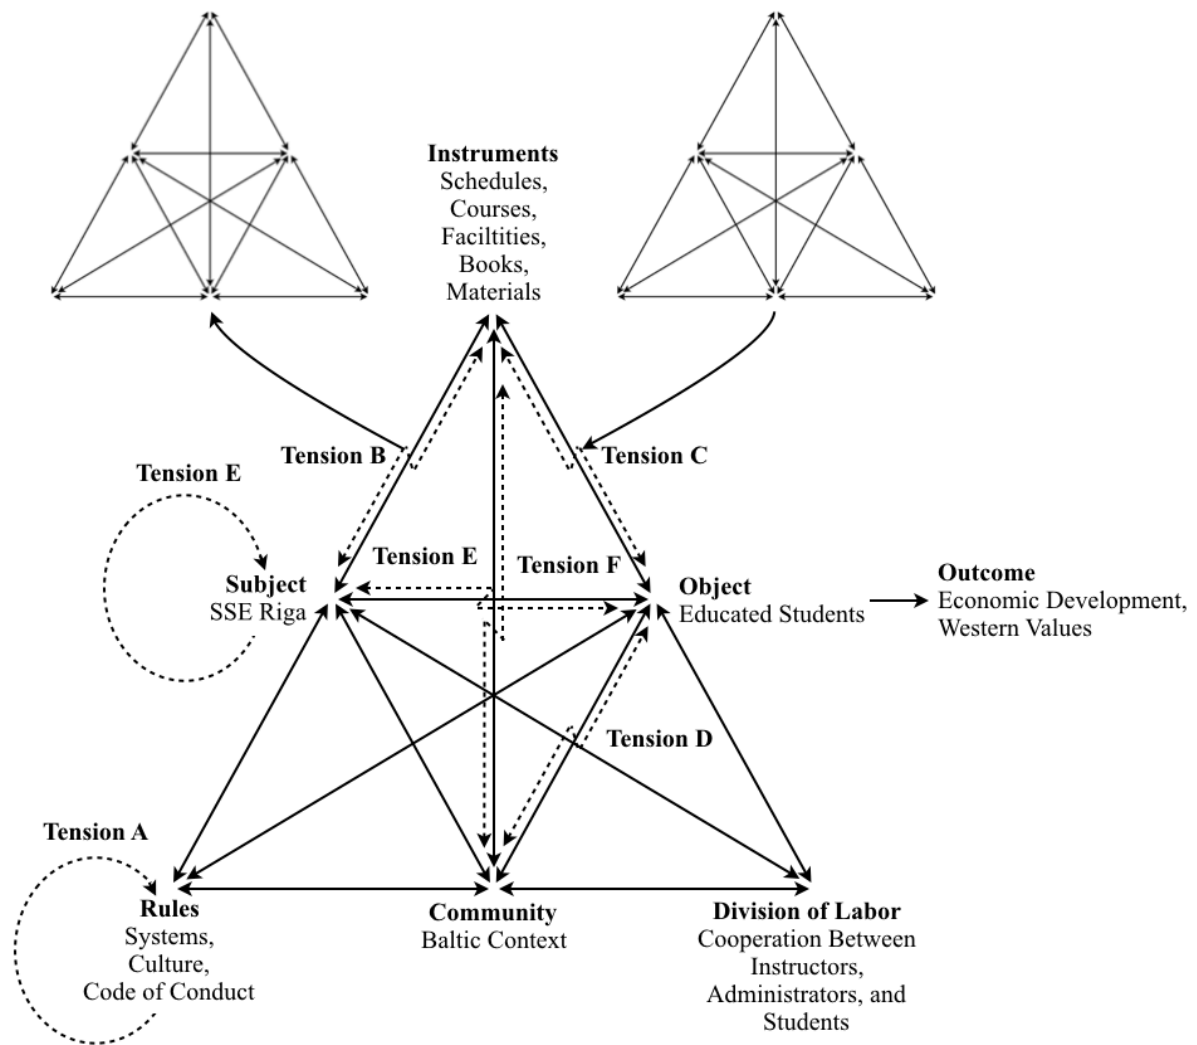 Instruments
Schedules,
Courses,
Faciltities,
Books,
Materials
Tension B
Tension C
Tension E
Tension E
Tension F
Subject
SSE Riga
Object
Educated Students
Outcome
Economic Development,
Western Values
Tension D
Tension A
Rules
Systems,
Culture,
Code of Conduct
Community
Baltic Context
Division of Labor
Cooperation Between
Instructors,
Administrators, and
Students